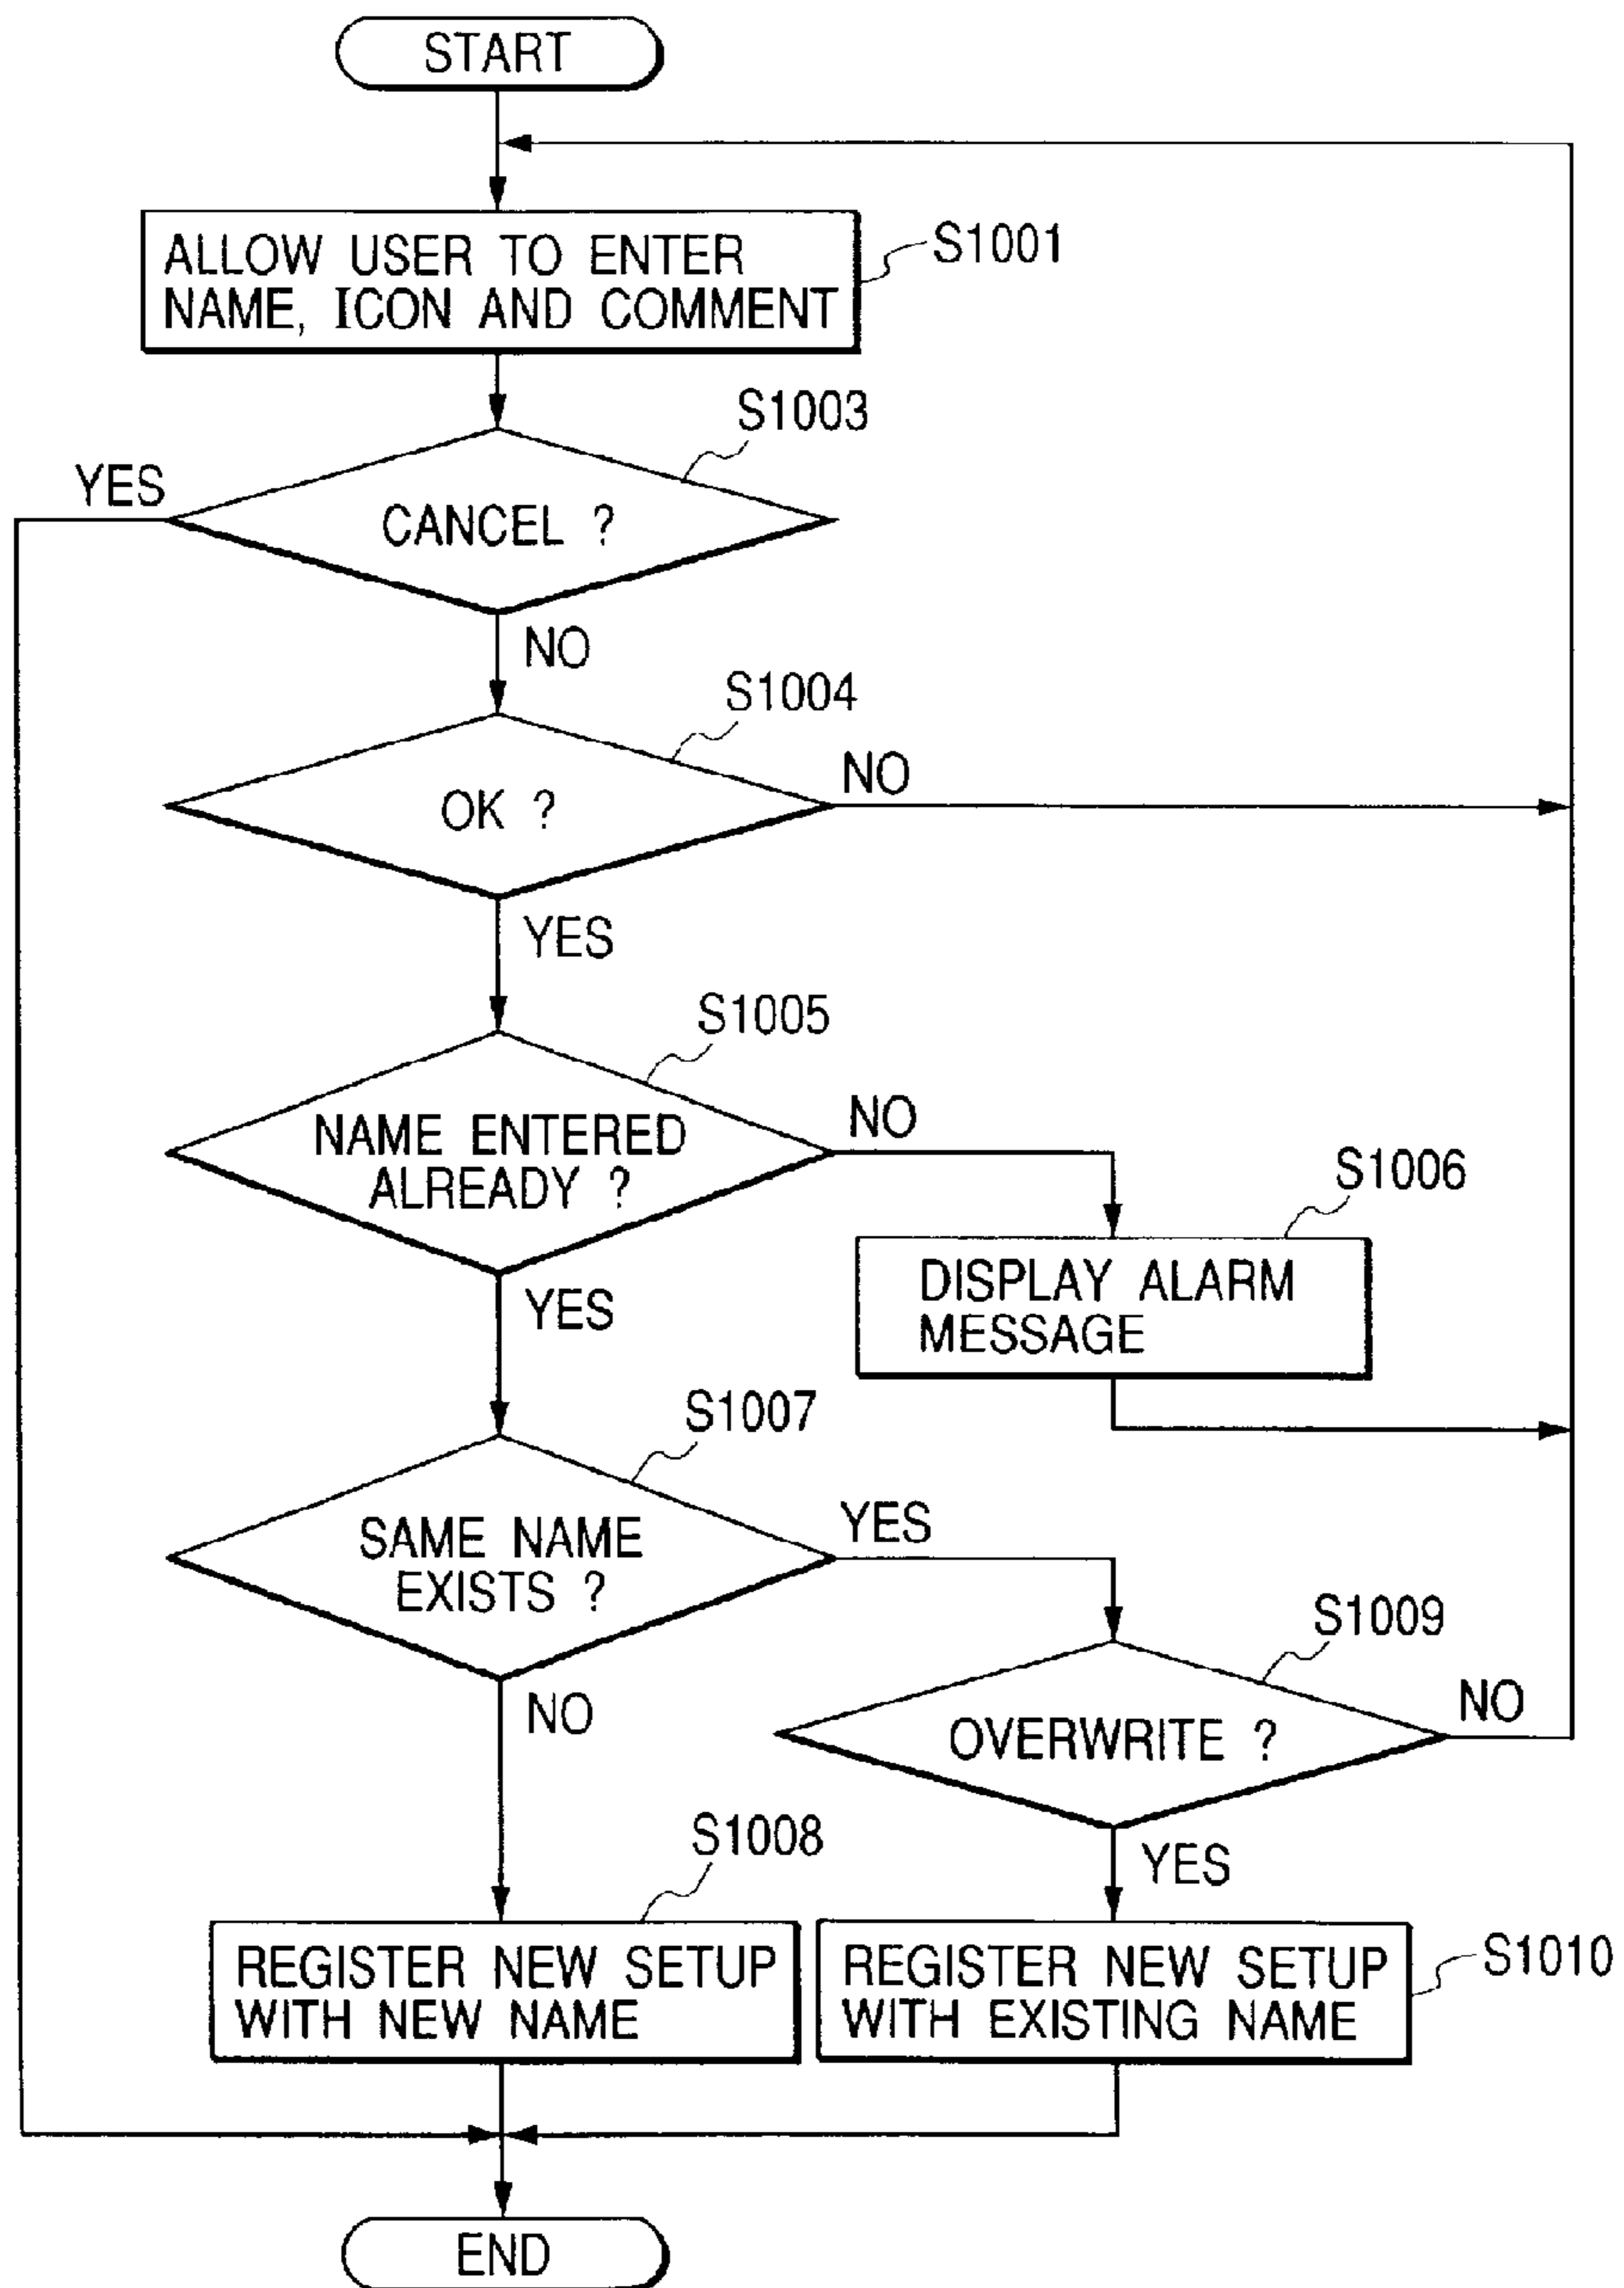 START
ALLOW USER TO ENTER
NAME, ICON AND COMMENT
S1001
S1003
YES
CANCEL ?
NO
S1004
NO
OK ?
YES
S1005
NO
NAME ENTERED
ALREADY ?
S1006
DISPLAY ALARM
MESSAGE
YES
S1007
YES
SAME NAME
EXISTS ?
S1009
NO
NO
OVERWRITE ?
S1008
YES
REGISTER NEW SETUP
WITH NEW NAME
REGISTER NEW SETUP
WITH EXISTING NAME
S1010
END